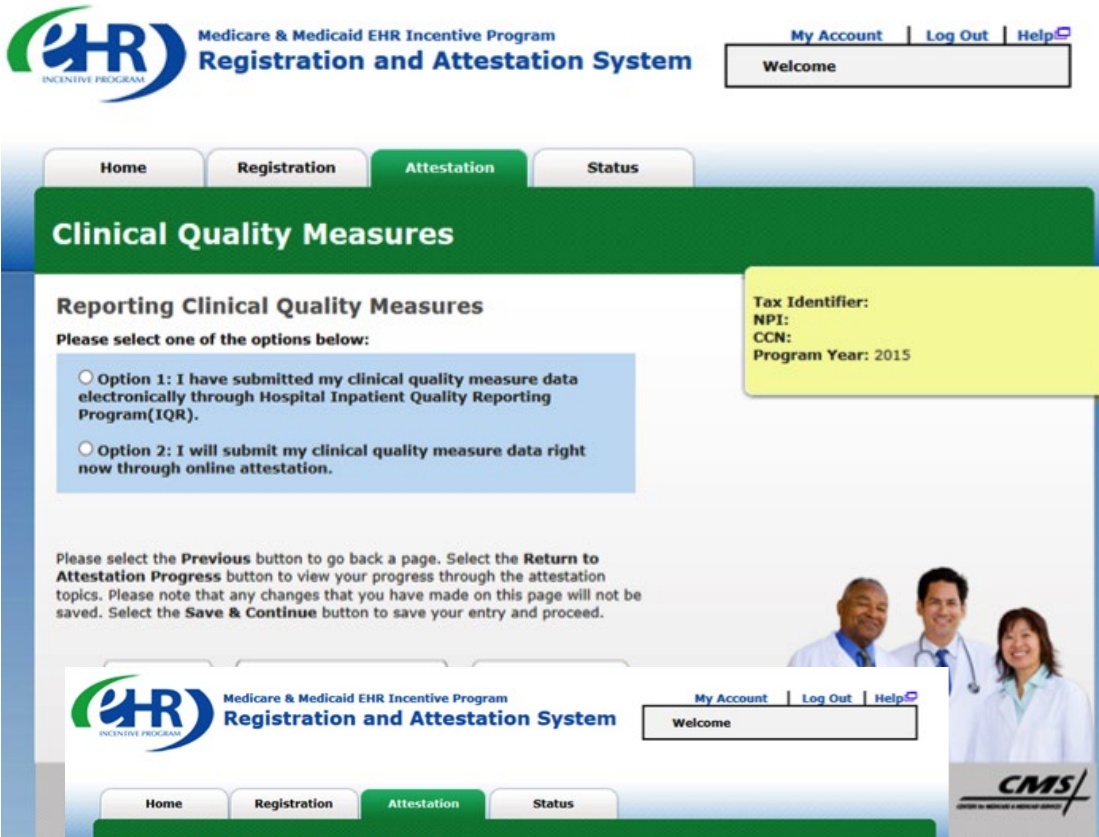 eHR
INCENTIVE PROGRAM
Medicare & Medicaid EHR Incentive Program
Registration and Attestation System
My Account | Log Out | Help
Welcome
Home Registration Attestation Status
Clinical Quality Measures
Reporting Clinical Quality Measures
Please select one of the options below:
Option 1: I have submitted my clinical quality measure data
electronically through Hospital Inpatient Quality Reporting
Program(IQR).
Option 2: I will submit my clinical quality measure data right
now through online attestation.
Tax Identifier:
NPI:
CCN:
Program Year: 2015
Please select the Previous button to go back a page. Select the Return to
Attestation Progress button to view your progress through the attestation
topics. Please note that any changes that you have made on this page will not be
saved. Select the Save & Continue button to save your entry and proceed.
eHR
INCENTIVE PROGRAM
Medicare & Medicaid EHR Incentive Program
Registration and Attestation System
My Account | Log Out | Help
Welcome
Home Registration Attestation Status
CMS
CENTERS for MEDICARE & MEDICAID SERVICES